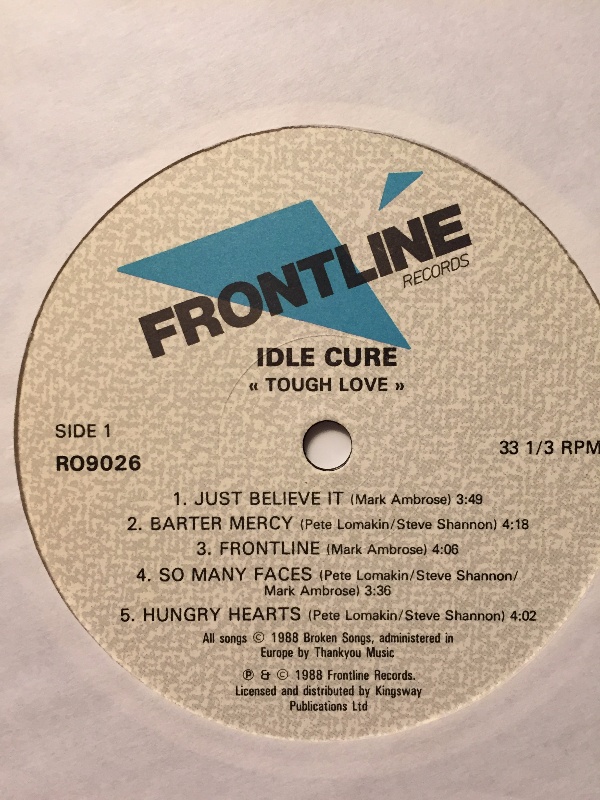 FRONTLINE
RECORDS
IDLE CURE
« TOUGH LOVE »
SIDE 1
RO9026
33 1/3 RPM
1. JUST BELIEVE IT (Mark Ambrose) 3:49
2. BARTER MERCY (Pete Lomakin/Steve Shannon) 4:18
3. FRONTLINE (Mark Ambrose) 4:06
4. SO MANY FACES (Pete Lomakin/Steve Shannon/
Mark Ambrose) 3:36
5. HUNGRY HEARTS (Pete Lomakin/Steve Shannon) 4:02
All songs © 1988 Broken Songs, administered in
Europe by Thankyou Music
℗ & © 1988 Frontline Records.
Licensed and distributed by Kingsway
Publications Ltd